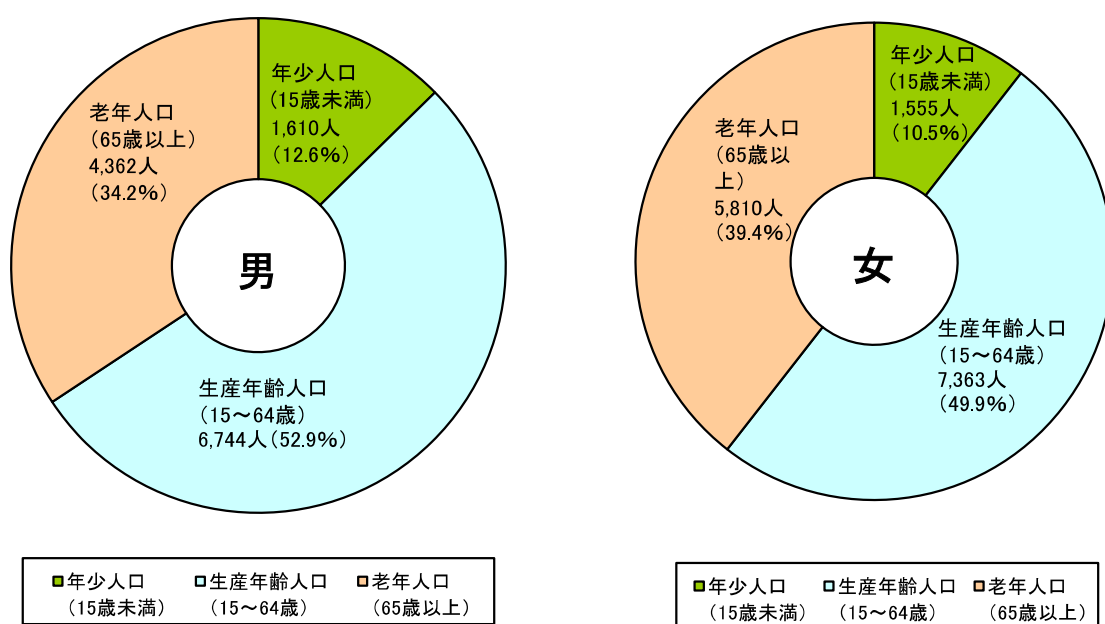 年少人口
(15歳未満)
1,610人
(12.6%)
老年人口
(65歳以上)
4,362人
(34.2%)
男
生産年齢人口
(15～64歳)
6,744人(52.9%)
年少人口
(15歳未満)
1,555人
(10.5%)
老年人口
(65歳以
上)
5,810人
(39.4%)
女
生産年齢人口
(15～64歳)
7,363人
(49.9%)
年少人口 生産年齢人口 老年人口
(15歳未満) (15～64歳) (65歳以上)
年少人口 生産年齢人口 老年人口
(15歳未満) (15～64歳) (65歳以上)